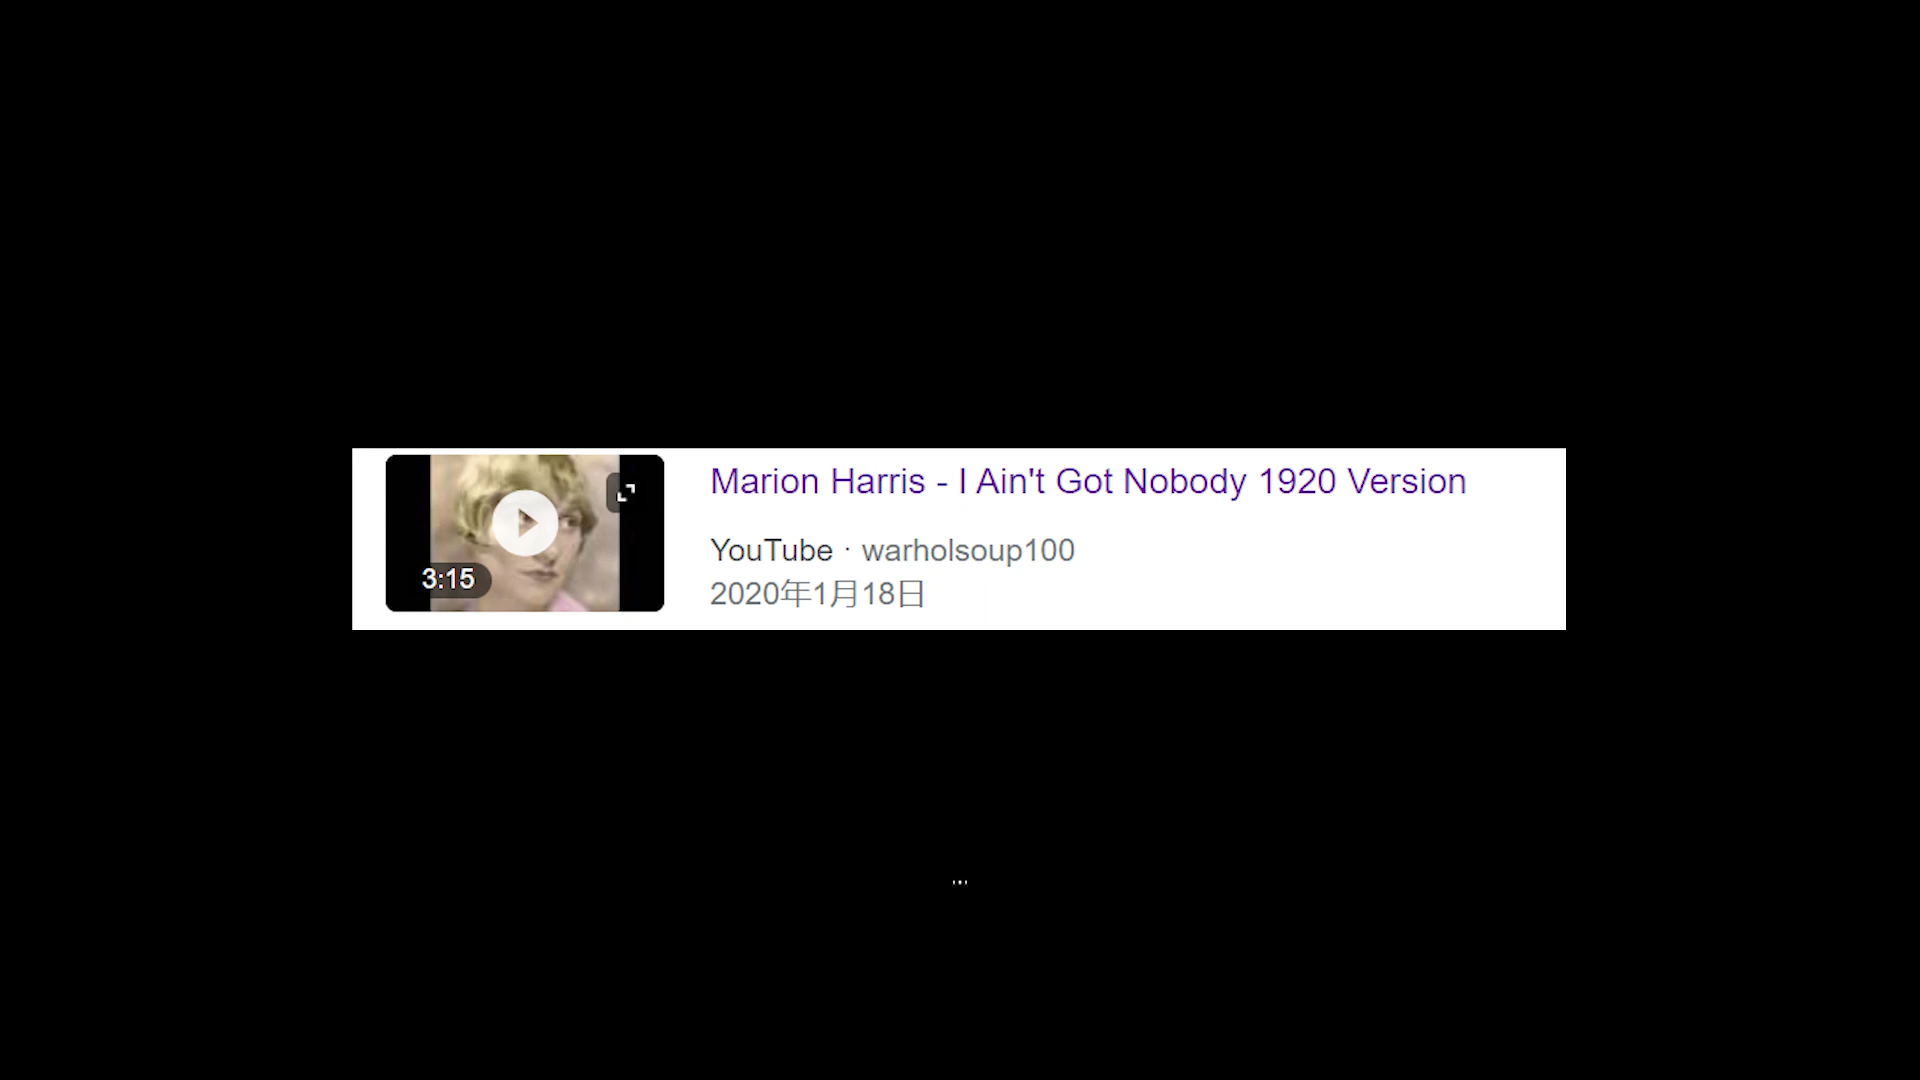 Marion Harris - I Ain't Got Nobody 1920 Version
YouTube · warholsoup100
2020年1月18日
3:15
...